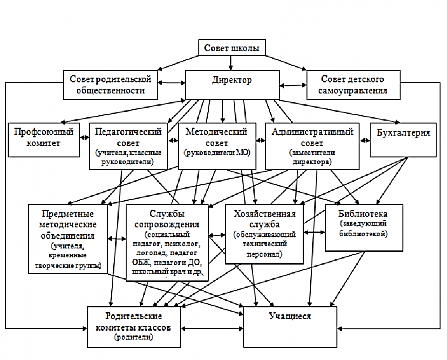 Совет школы
Совет родительской
общественности
Директор
Совет детского
самоуправления
Профсоюзный
комитет
Педагогический
совет
(учителя, классные
руководители)
Методический
совет
(руководители МО)
Административный
совет
(заместители
директора)
Бухгалтерия
Предметные
методические
объединения
(учителя,
временные
творческие группы)
Службы
сопровождения
(социальный
педагог, психолог,
логопед, педагог
ОБЖ, педагоги ДО,
школьный врач и др.
Хозяйственная
служба
(обслуживающий
технический
персонал)
Библиотека
(заведующий
библиотекой)
Родительские
комитеты классов
(родители)
Учащиеся